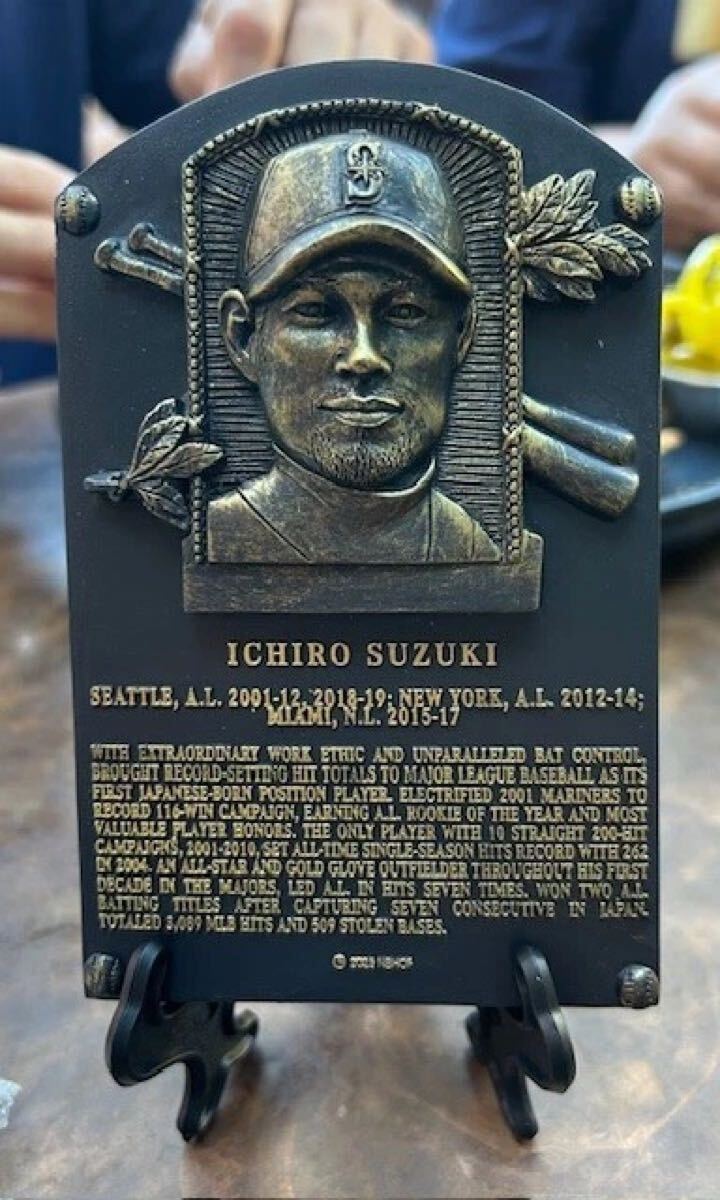 S
ICHIRO SUZUKI
SEATTLE, A.L. 2001-12, 2018-19; NEW YORK, A.L. 2012-14;
MIAMI, N.L. 2015-17
WITH EXTRAORDINARY WORK ETHIC AND UNPARALLELED BAT CONTROL,
BROUGHT RECORD-SETTING HIT TOTALS TO MAJOR LEAGUE BASEBALL AS ITS
FIRST JAPANESE-BORN POSITION PLAYER. ELECTRIFIED 2001 MARINERS TO
RECORD 116-WIN CAMPAIGN, EARNING A.L. ROOKIE OF THE YEAR AND MOST
VALUABLE PLAYER HONORS. THE ONLY PLAYER WITH 10 STRAIGHT 200-HIT
CAMPAIGNS, 2001-2010, SET ALL-TIME SINGLE-SEASON HITS RECORD WITH 262
IN 2004. AN ALL-STAR AND GOLD GLOVE OUTFIELDER THROUGHOUT HIS FIRST
DECADE IN THE MAJORS, LED A.L. IN HITS SEVEN TIMES. WON TWO A.L.
BATTING TITLES AFTER CAPTURING SEVEN CONSECUTIVE IN JAPAN.
TOTALED 3,089 MLB HITS AND 509 STOLEN BASES.
© NBHOF